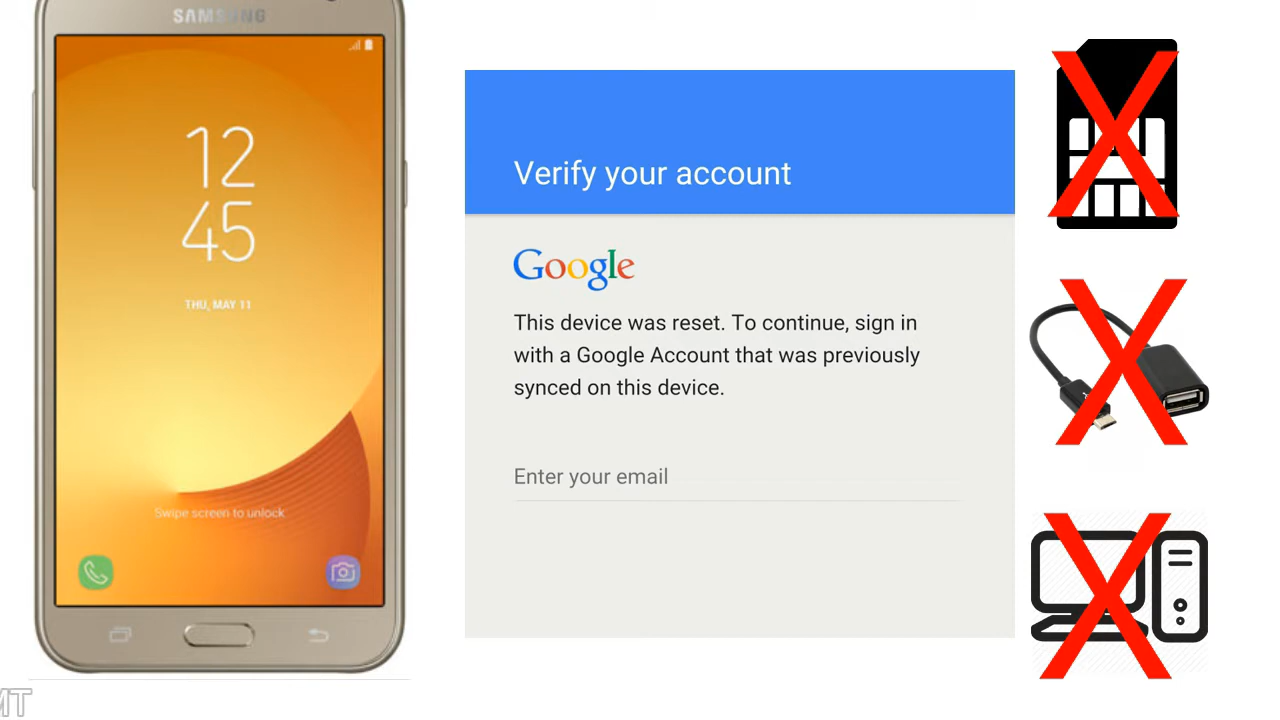 SAMSUNG
12
45
THU, MAY 11
Swipe screen to unlock
Verify your account
Google
This device was reset. To continue, sign in
with a Google Account that was previously
synced on this device.
Enter your email
MT